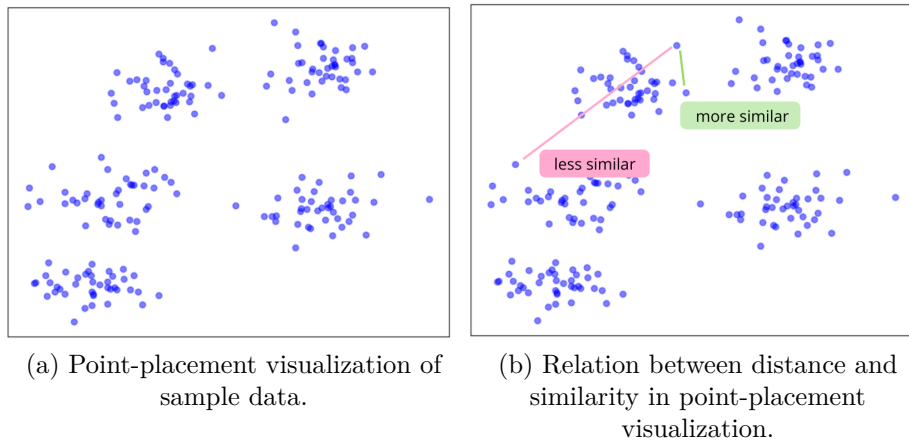 more similar
less similar
(a) Point-placement visualization of
sample data.
(b) Relation between distance and
similarity in point-placement
visualization.